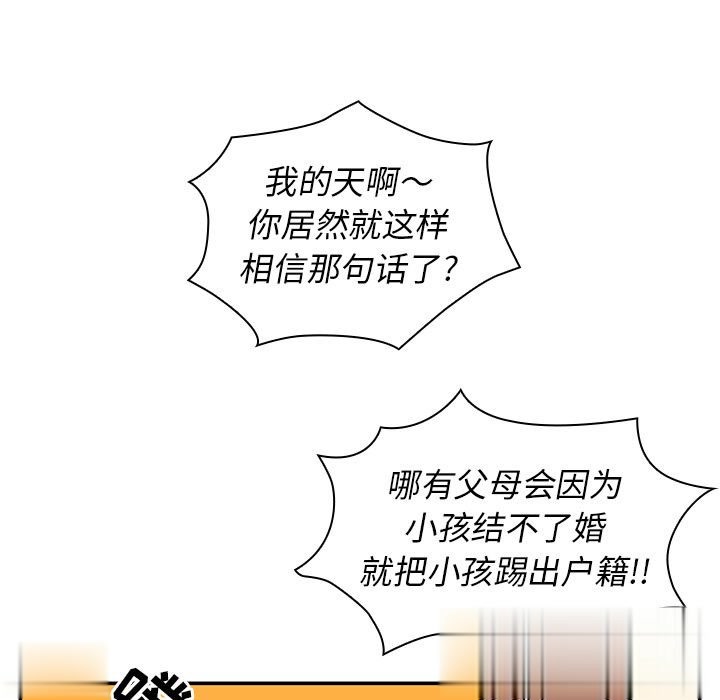 我的天啊～
你居然就这样
相信那句话了?
哪有父母会因为
小孩结不了婚
就把小孩踢出户籍!!